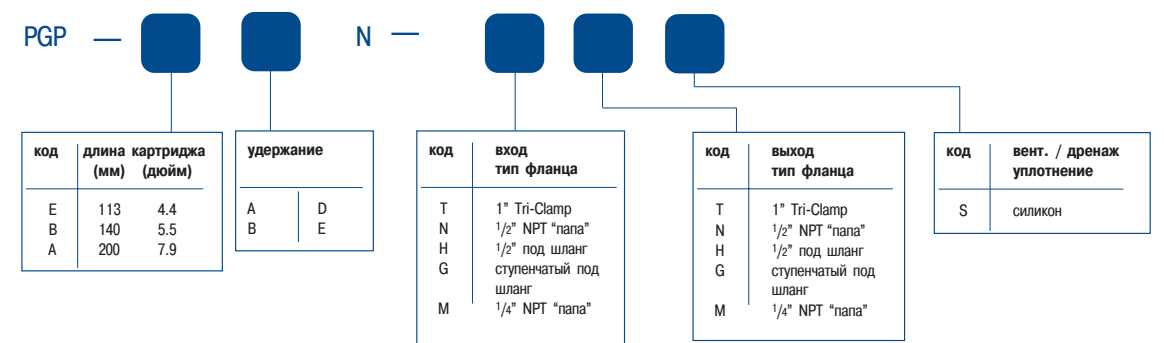 PGP — N —
код длина картриджа
(мм) (дюйм)
E 113 4.4
B 140 5.5
A 200 7.9
удержание
A D
B E
код вход
тип фланца
T 1” Tri-Clamp
N 1/2” NPT “папа”
H 1/2” под шланг
G ступенчатый под
шланг
M 1/4” NPT “папа”
код выход
тип фланца
T 1” Tri-Clamp
N 1/2” NPT “папа”
H 1/2” под шланг
G ступенчатый под
шланг
M 1/4” NPT “папа”
код вент. / дренаж
уплотнение
S силикон